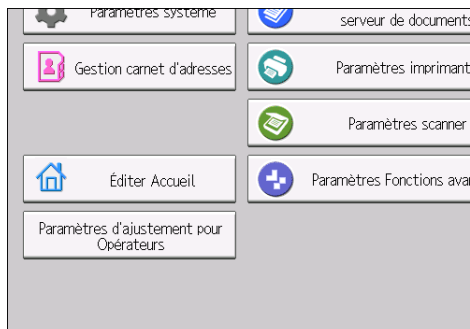 Paramètres système
serveur de documents
Gestion carnet d'adresses
Paramètres imprimant
Paramètres scanner
Éditer Accueil
Paramètres Fonctions avan
Paramètres d'ajustement pour
Opérateurs